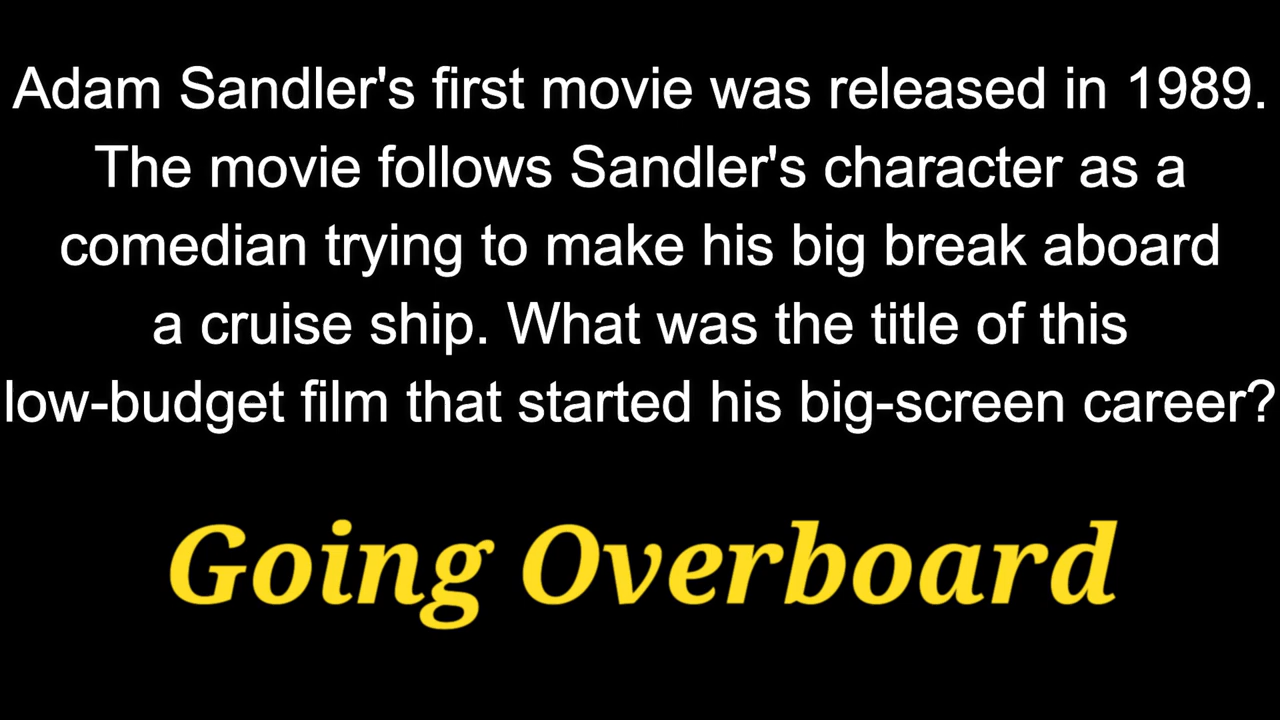 Adam Sandler's first movie was released in 1989.
The movie follows Sandler's character as a
comedian trying to make his big break aboard
a cruise ship. What was the title of this
low-budget film that started his big-screen career?
Going Overboard